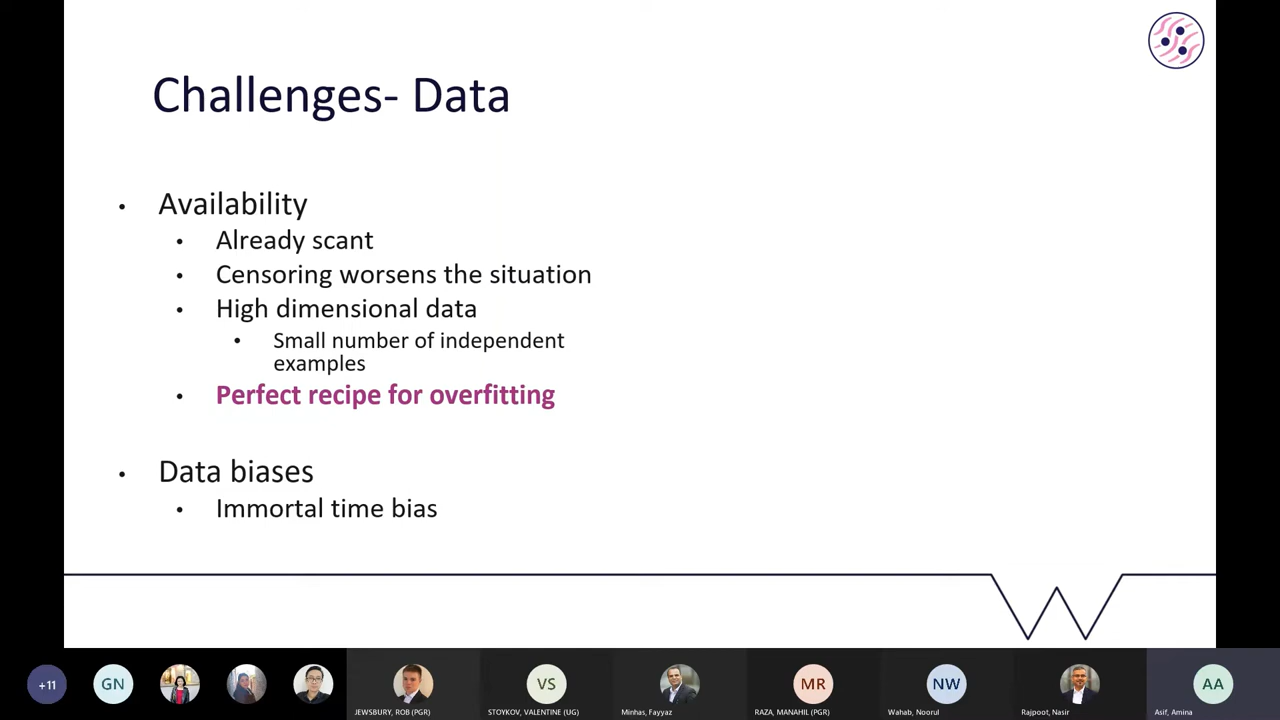 Challenges- Data
• Availability
• Already scant
• Censoring worsens the situation
• High dimensional data
• Small number of independent
examples
• Perfect recipe for overfitting
• Data biases
• Immortal time bias
+11
GN
VS
MR
NW
AA
JEWSBURY, ROB (PGR)
STOYKOV, VALENTINE (UG)
Minhas, Fayyaz
RAZA, MANAHIL (PGR)
Wahab, Noorul
Rajpoot, Nasir
Asif, Amina